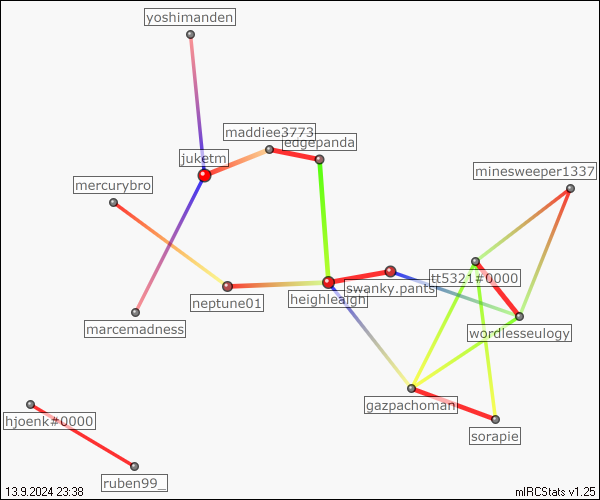 yoshimanden
maddiee3773
edgepanda
juketm
minesweeper1337
mercurybro
tt5321#0000
swanky.pants
heighleaigh
neptune01
marcemadness
wordlesseulogy
gazpachoman
hjoenk#0000
sorapie
ruben99_
13.9.2024 23:38
mIRCStats v1.25